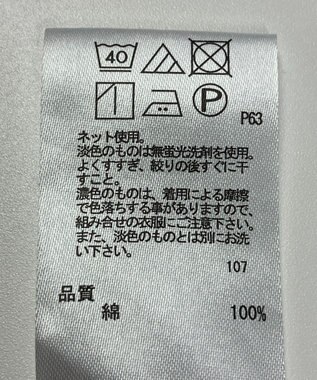 40
P
P63
ネット使用。
淡色のものは無蛍光洗剤を使用。
よくすすぎ、絞りの後すぐに干
すこと。
濃色のものは、着用による摩擦
で色落ちする事がありますので、
組み合せの衣服にご注意下さい。
また、淡色のものとは別にお洗
い下さい。
107
品質
綿 100%